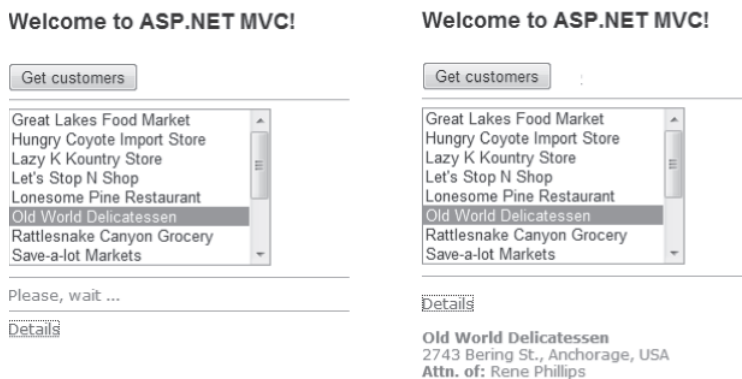 Welcome to ASP.NET MVC!
Get customers
Great Lakes Food Market
Hungry Coyote Import Store
Lazy K Kountry Store
Let's Stop N Shop
Lonesome Pine Restaurant
Old World Delicatessen
Rattlesnake Canyon Grocery
Save-a-lot Markets
Please, wait ...
Details
Welcome to ASP.NET MVC!
Get customers
Great Lakes Food Market
Hungry Coyote Import Store
Lazy K Kountry Store
Let's Stop N Shop
Lonesome Pine Restaurant
Old World Delicatessen
Rattlesnake Canyon Grocery
Save-a-lot Markets
Details
Old World Delicatessen
2743 Bering St., Anchorage, USA
Attn. of: Rene Phillips